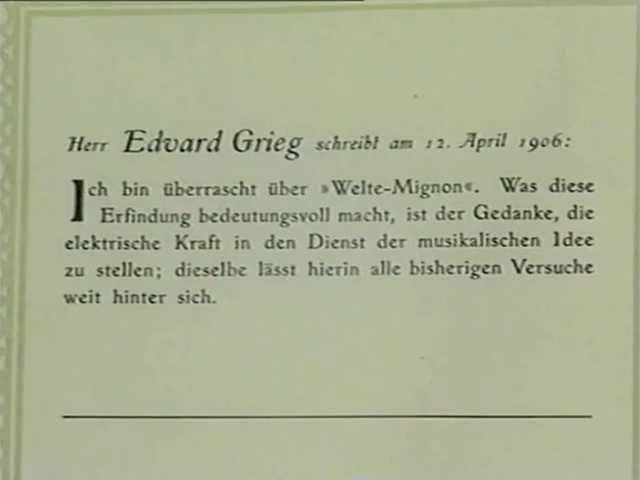 Herr Edvard Grieg schreibt am 12. April 1906:
Ich bin überrascht über »Welte-Mignon«. Was diese
Erfindung bedeutungsvoll macht, ist der Gedanke, die
elektrische Kraft in den Dienst der musikalischen Idee
zu stellen; dieselbe lässt hierin alle bisherigen Versuche
weit hinter sich.